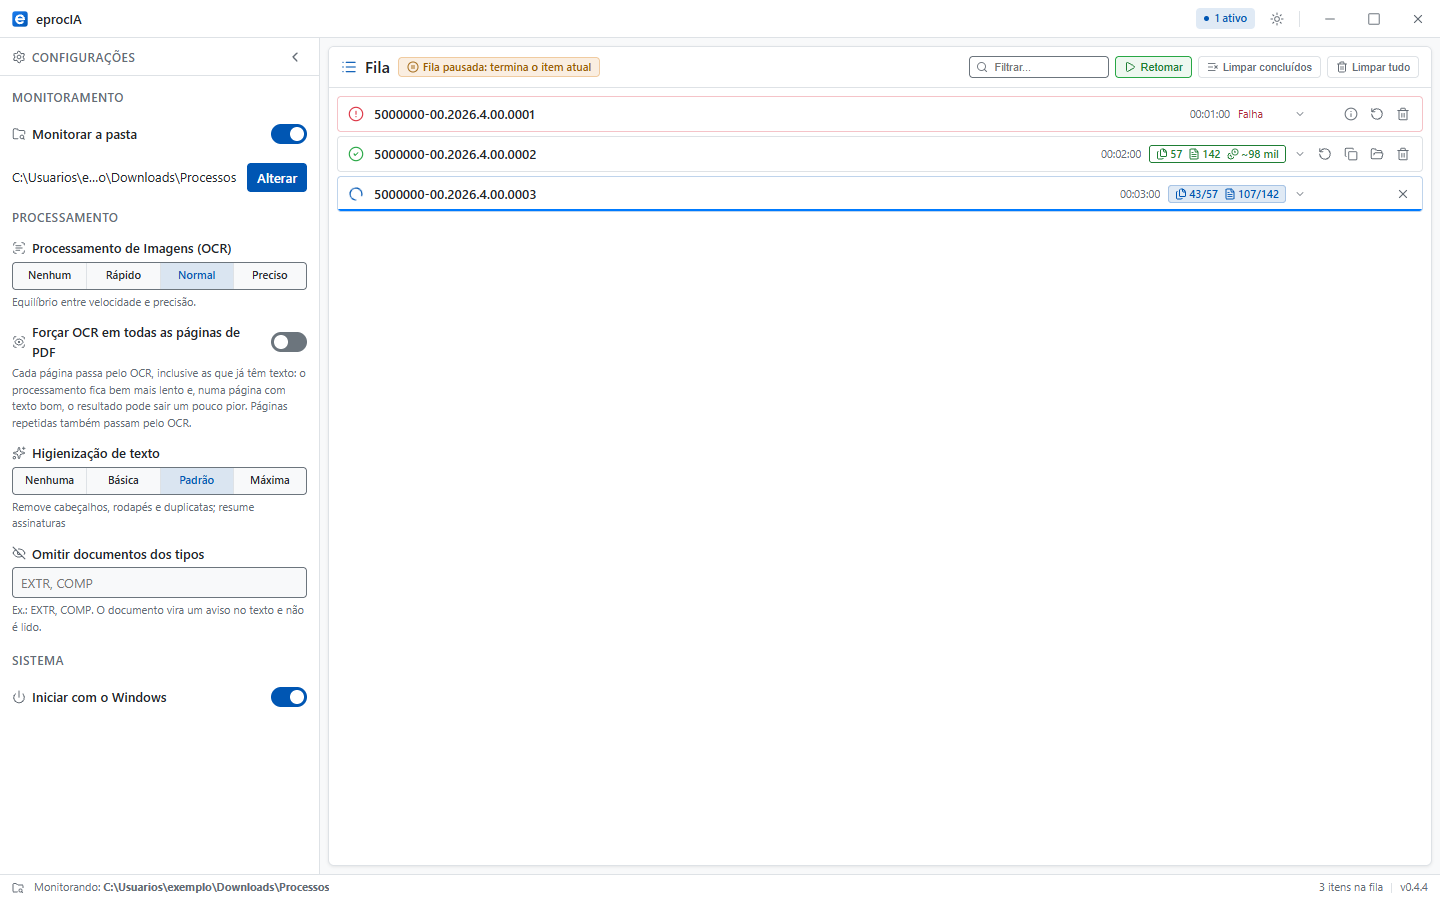 eprocIA
1 ativo
CONFIGURAÇÕES
MONITORAMENTO
Monitorar a pasta
C:\Usuarios\e...o\Downloads\Processos
Alterar
PROCESSAMENTO
Processamento de Imagens (OCR)
Nenhum Rápido Normal Preciso
Equilíbrio entre velocidade e precisão.
Forçar OCR em todas as páginas de
PDF
Cada página passa pelo OCR, inclusive as que já têm texto: o
processamento fica bem mais lento e, numa página com
texto bom, o resultado pode sair um pouco pior. Páginas
repetidas também passam pelo OCR.
Higienização de texto
Nenhuma Básica Padrão Máxima
Remove cabeçalhos, rodapés e duplicatas; resume
assinaturas
Omitir documentos dos tipos
EXTR, COMP
Ex.: EXTR, COMP. O documento vira um aviso no texto e não
é lido.
SISTEMA
Iniciar com o Windows
Fila
Fila pausada: termina o item atual
Filtrar...
Retomar
Limpar concluídos
Limpar tudo
5000000-00.2026.4.00.0001 00:01:00 Falha
5000000-00.2026.4.00.0002 00:02:00 57 142 ~98 mil
5000000-00.2026.4.00.0003 00:03:00 43/57 107/142
Monitorando: C:\Usuarios\exemplo\Downloads\Processos
3 itens na fila
v0.4.4